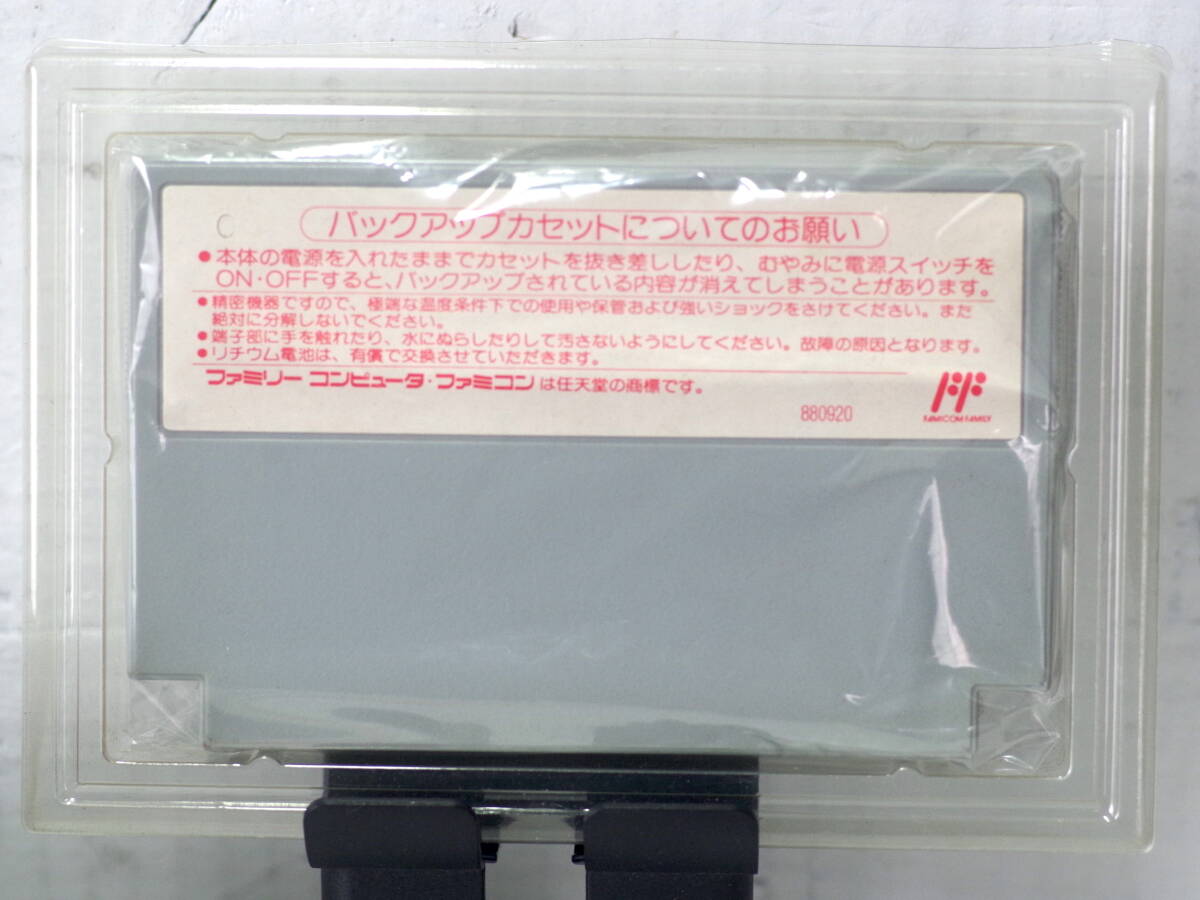 C
バックアップカセットについてのお願い
●本体の電源を入れたままでカセットを抜き差ししたり、むやみに電源スイッチを
ON・OFFすると、バックアップされている内容が消えてしまうことがあります。
●精密機器ですので、極端な温度条件下での使用や保管および強いショックをさけてください。また
絶対に分解しないでください。
●端子部に手を触れたり、水にぬらしたりして汚さないようにしてください。故障の原因となります。
●リチウム電池は、有償で交換させていただきます。
ファミリーコンピュータ・ファミコンは任天堂の商標です。
880920
FAMICOM FAMILY